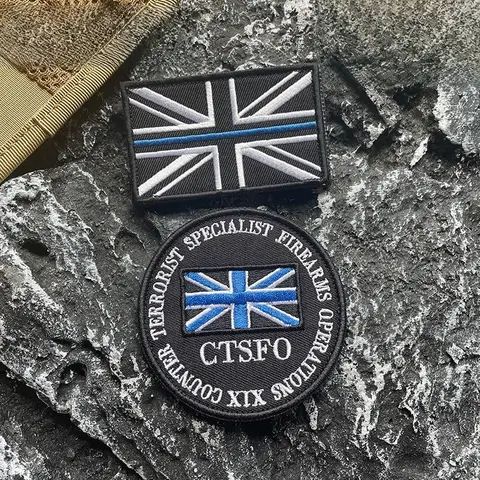 COUNTER TERRORIST SPECIALIST FIREARMS OPERATIONS
CTSFO
XIX